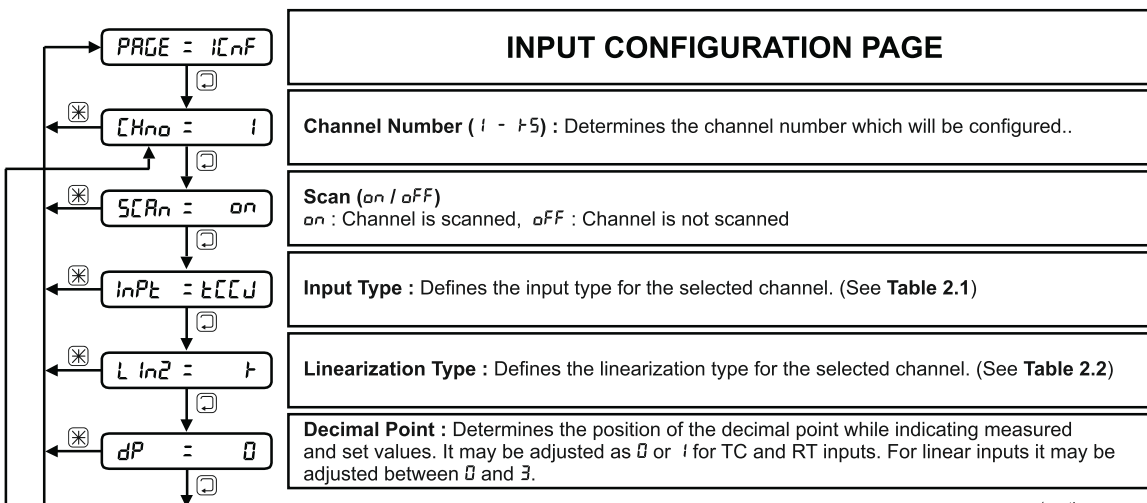 PAGE = ICnF
INPUT CONFIGURATION PAGE
CHno = 1
Channel Number ( 1 - ⊦5) : Determines the channel number which will be configured..
SCAn = on
Scan (on / oFF)
on : Channel is scanned, oFF : Channel is not scanned
InPt = tCCJ
Input Type : Defines the input type for the selected channel. (See Table 2.1)
LIn2 = ⊦
Linearization Type : Defines the linearization type for the selected channel. (See Table 2.2)
dP = 0
Decimal Point : Determines the position of the decimal point while indicating measured
and set values. It may be adjusted as 0 or 1 for TC and RT inputs. For linear inputs it may be
adjusted between 0 and 3.